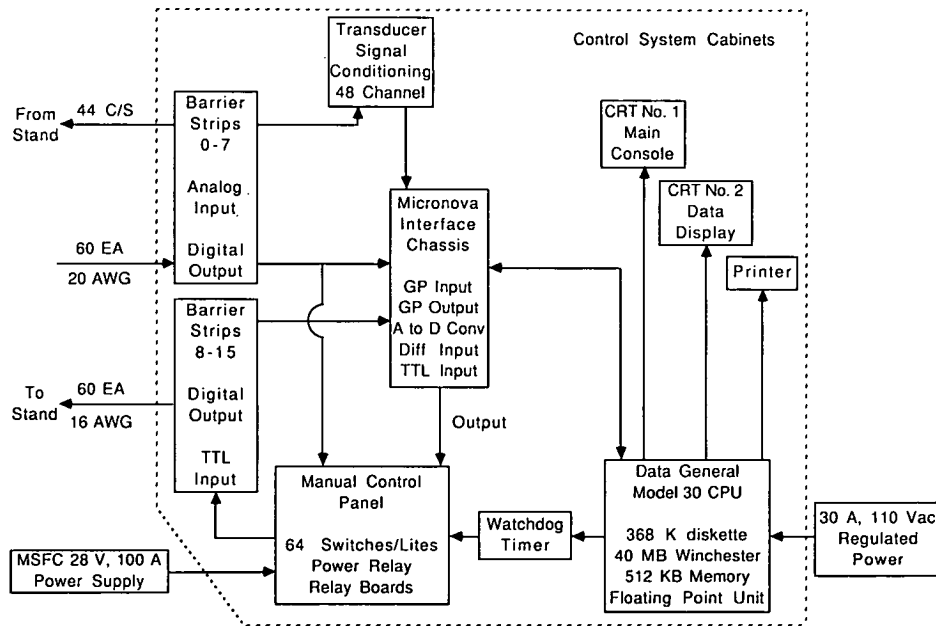 Control System Cabinets
Transducer
Signal
Conditioning
48 Channel
From
Stand
44 C/S
Barrier
Strips
0-7
Analog
Input
Digital
Output
60 EA
20 AWG
CRT No. 1
Main
Console
CRT No. 2
Data
Display
Printer
Micronova
Interface
Chassis
GP Input
GP Output
A to D Conv
Diff Input
TTL Input
Barrier
Strips
8-15
Digital
Output
TTL
Input
To
Stand
60 EA
16 AWG
Output
Manual Control
Panel
64 Switches/Lites
Power Relay
Relay Boards
Watchdog
Timer
Data General
Model 30 CPU
368 K diskette
40 MB Winchester
512 KB Memory
Floating Point Unit
30 A, 110 Vac
Regulated
Power
MSFC 28 V, 100 A
Power Supply